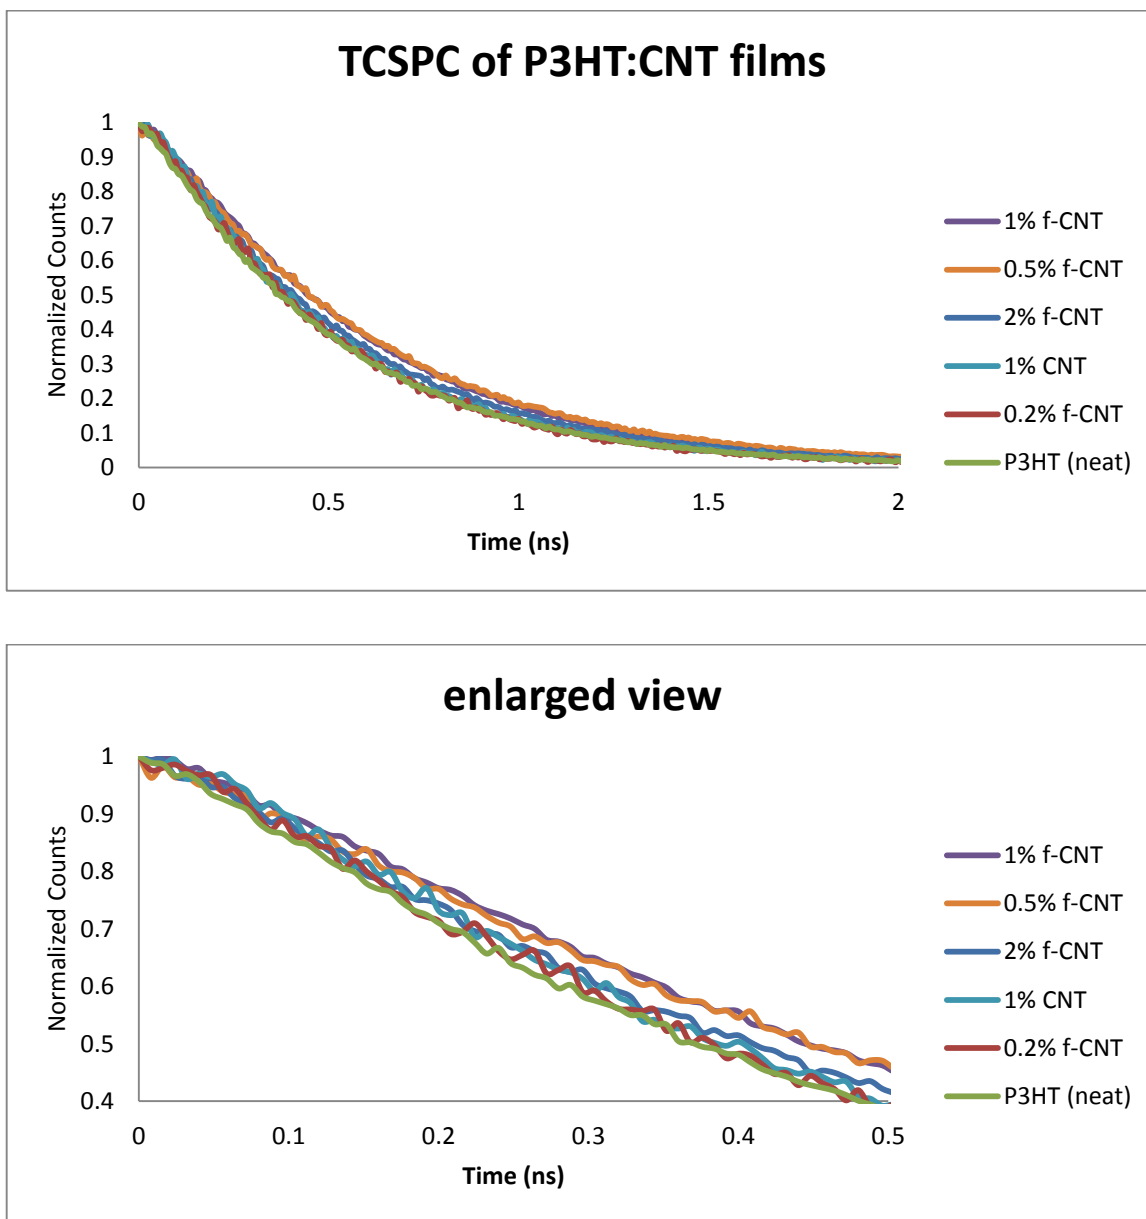 TCSPC of P3HT:CNT films
1
0.9
0.8
0.7
0.6
0.5
0.4
0.3
0.2
0.1
0
Normalized Counts
0 0.5 1 1.5 2
Time (ns)
1% f-CNT
0.5% f-CNT
2% f-CNT
1% CNT
0.2% f-CNT
P3HT (neat)
enlarged view
1
0.9
0.8
0.7
0.6
0.5
0.4
Normalized Counts
0 0.1 0.2 0.3 0.4 0.5
Time (ns)
1% f-CNT
0.5% f-CNT
2% f-CNT
1% CNT
0.2% f-CNT
P3HT (neat)